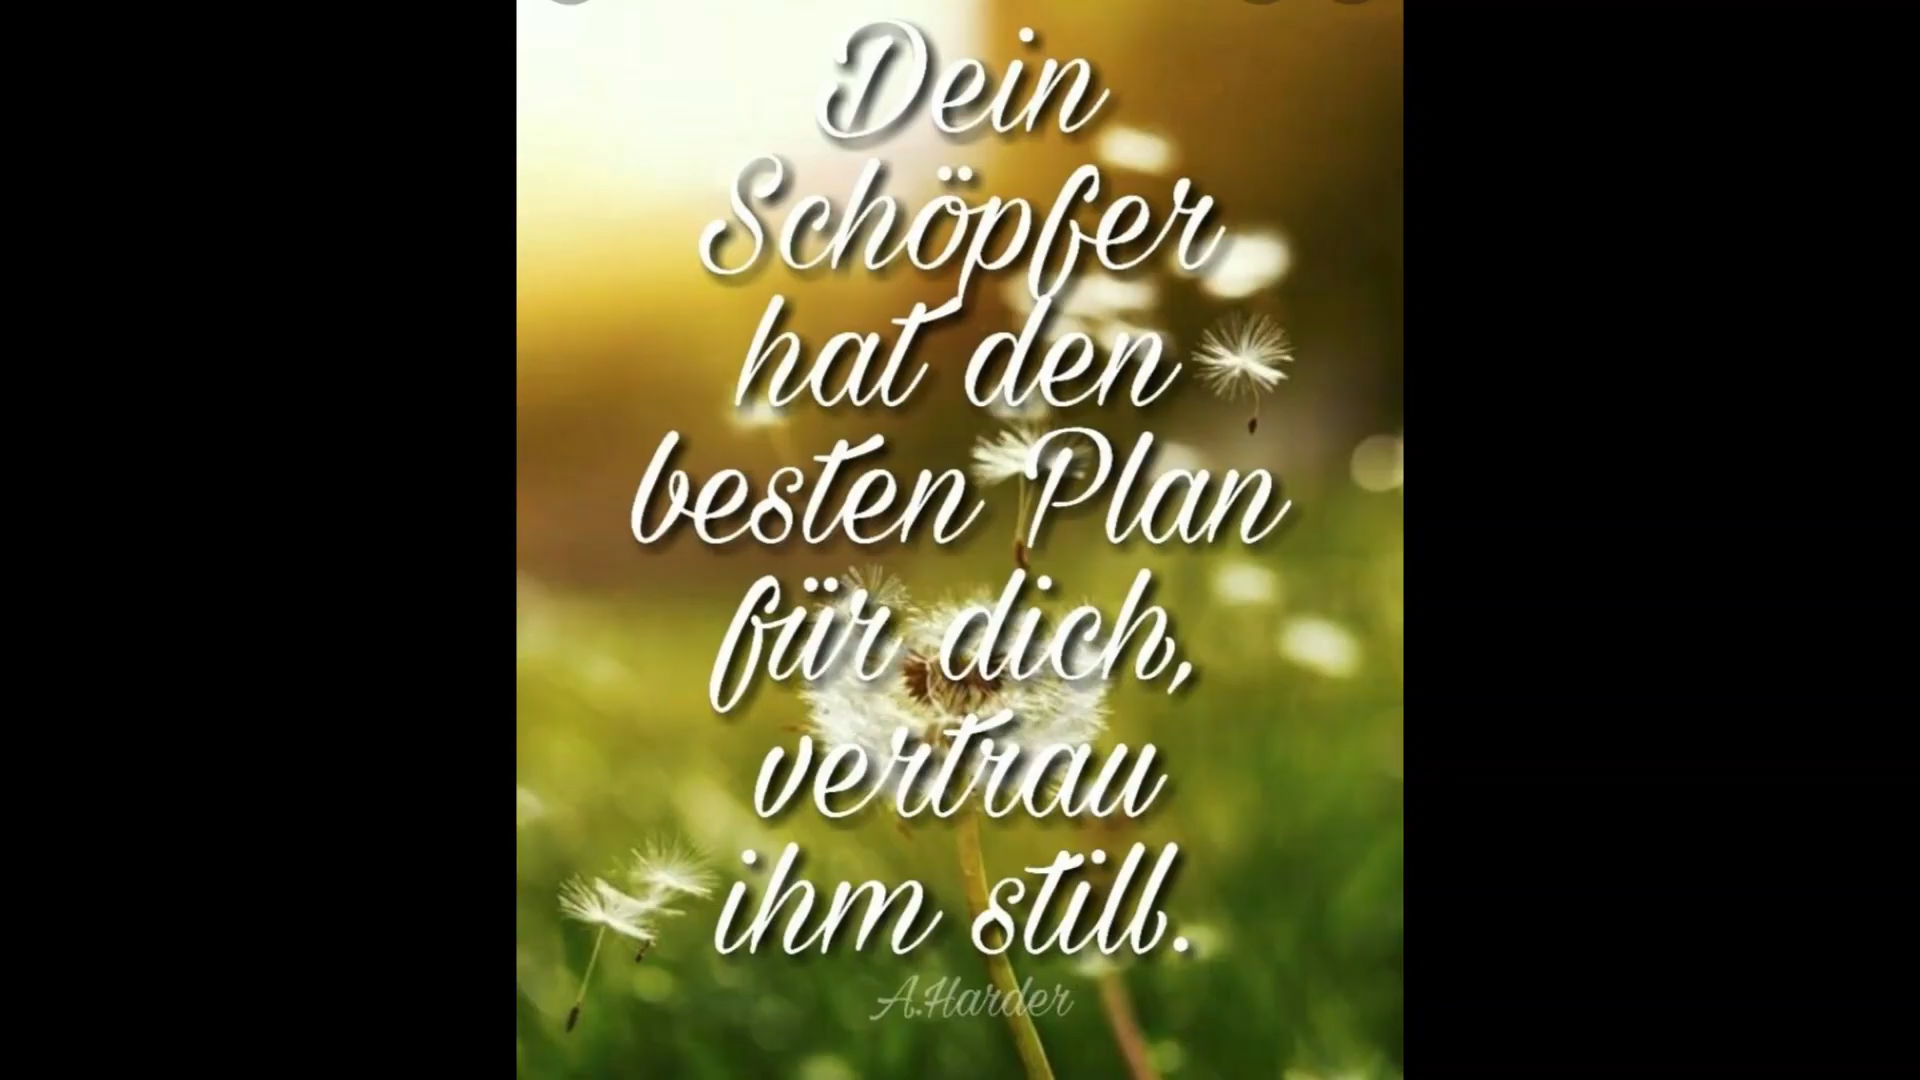 Dein
Schöpfer
hat den
besten Plan
für dich,
vertrau
ihm still.
A.Harder